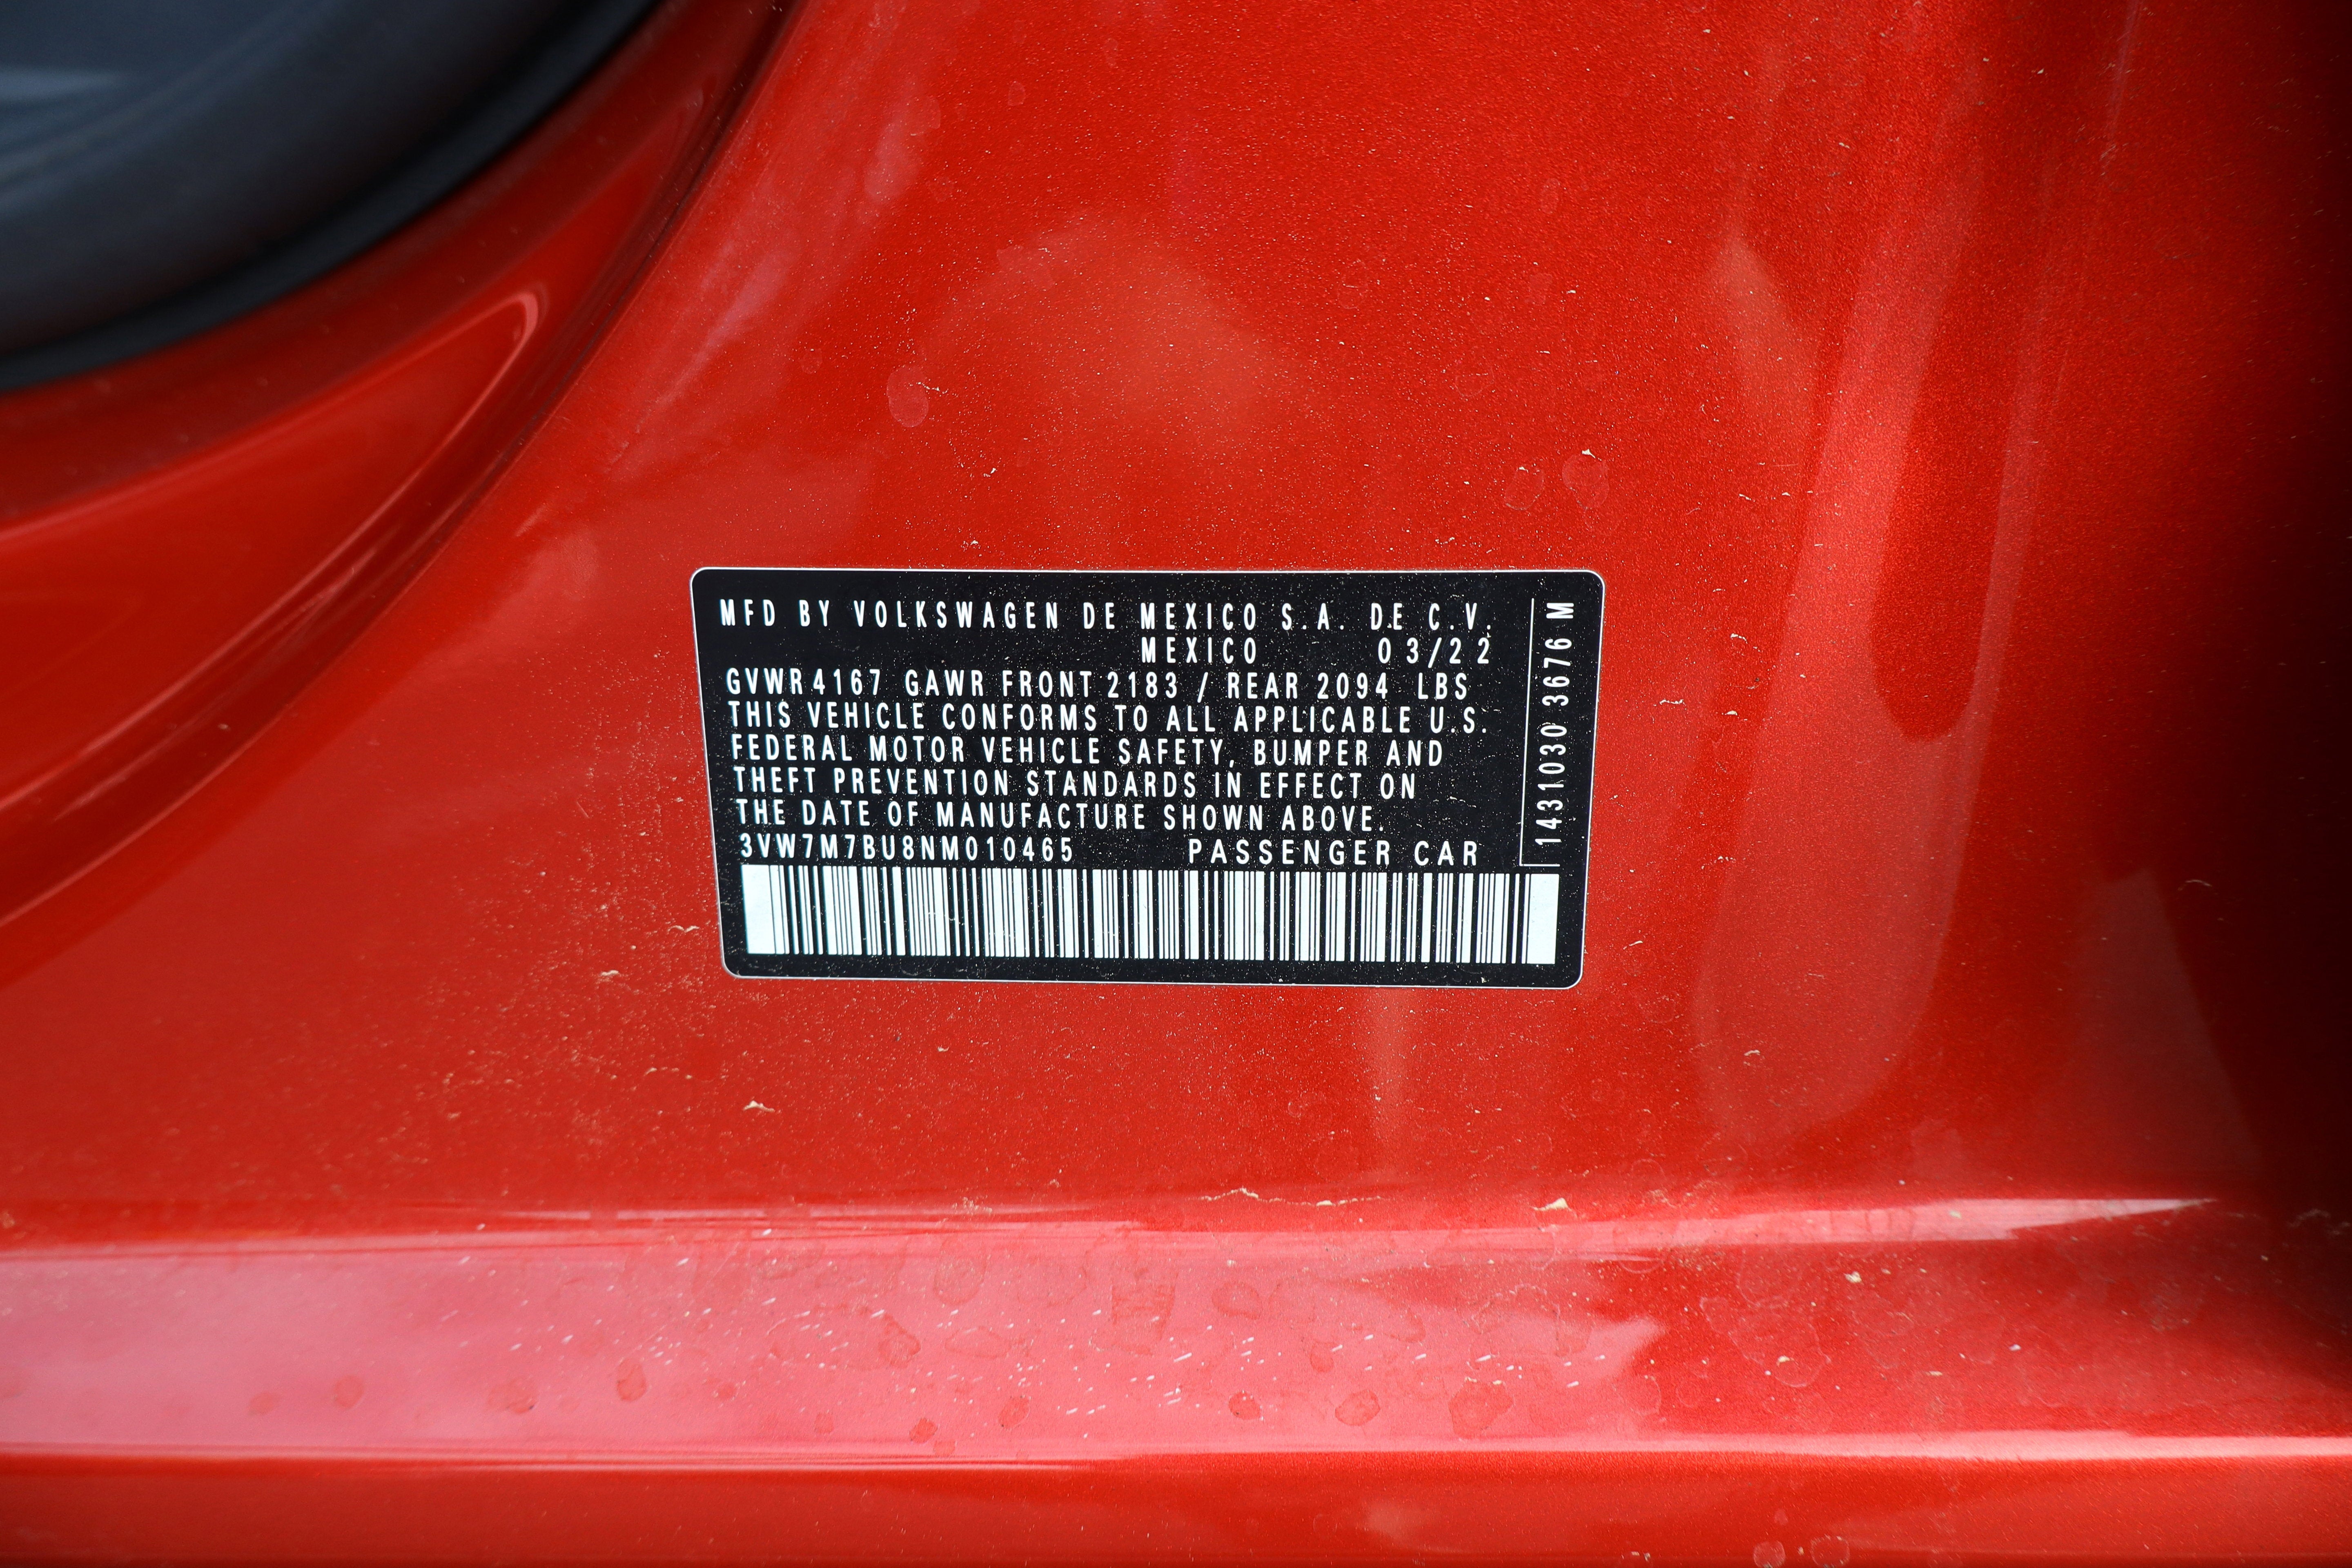 MFD BY VOLKSWAGEN DE MEXICO S.A. DE C.V.
MEXICO 03/22
GVWR 4167 GAWR FRONT 2183 / REAR 2094 LBS
THIS VEHICLE CONFORMS TO ALL APPLICABLE U.S.
FEDERAL MOTOR VEHICLE SAFETY, BUMPER AND
THEFT PREVENTION STANDARDS IN EFFECT ON
THE DATE OF MANUFACTURE SHOWN ABOVE.
3VW7M7BU8NM010465 PASSENGER CAR
1431030 3676 M